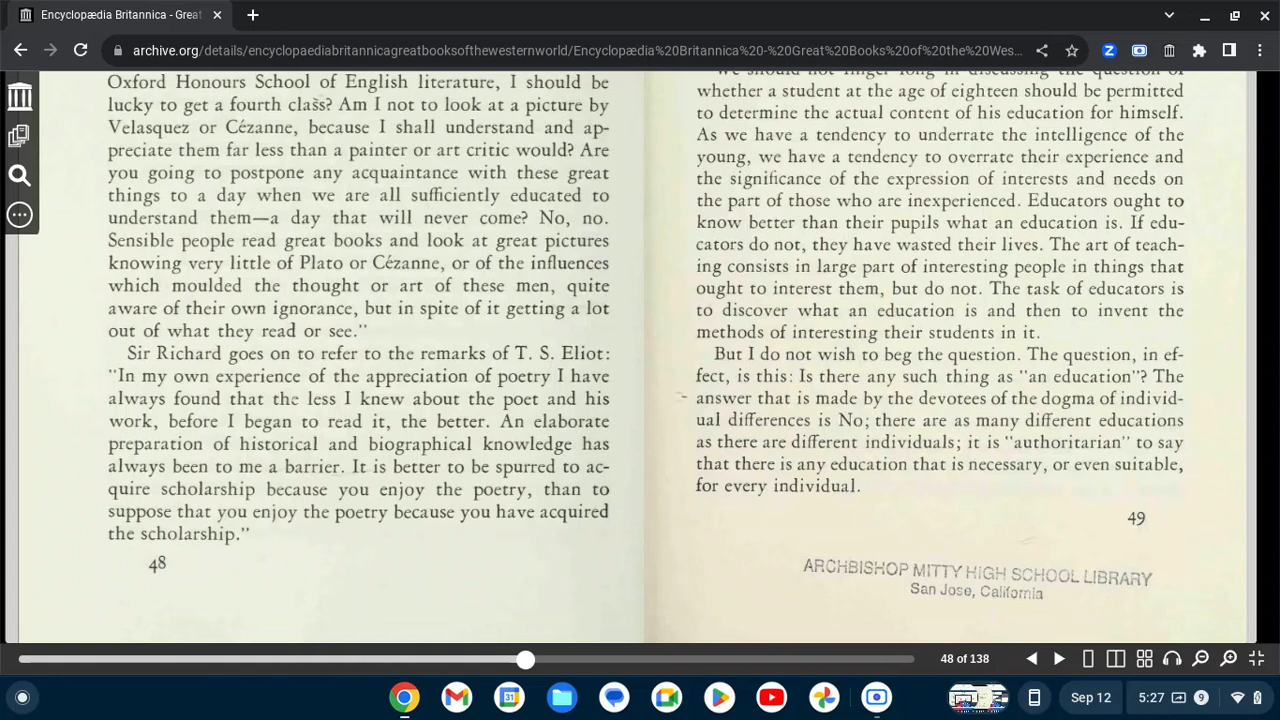 Encyclopædia Britannica - Great
archive.org/details/encyclopaediabritannicagreatbooksofthewesternworld/Encyclopædia%20Britannica%20-%20Great%20Books%20of%20the%20Wes...
Oxford Honours School of English literature, I should be
lucky to get a fourth class? Am I not to look at a picture by
Velasquez or Cézanne, because I shall understand and ap-
preciate them far less than a painter or art critic would? Are
you going to postpone any acquaintance with these great
things to a day when we are all sufficiently educated to
understand them—a day that will never come? No, no.
Sensible people read great books and look at great pictures
knowing very little of Plato or Cézanne, or of the influences
which moulded the thought or art of these men, quite
aware of their own ignorance, but in spite of it getting a lot
out of what they read or see."
Sir Richard goes on to refer to the remarks of T. S. Eliot:
"In my own experience of the appreciation of poetry I have
always found that the less I knew about the poet and his
work, before I began to read it, the better. An elaborate
preparation of historical and biographical knowledge has
always been to me a barrier. It is better to be spurred to ac-
quire scholarship because you enjoy the poetry, than to
suppose that you enjoy the poetry because you have acquired
the scholarship."
48
We should not linger long in discussing the question of
whether a student at the age of eighteen should be permitted
to determine the actual content of his education for himself.
As we have a tendency to underrate the intelligence of the
young, we have a tendency to overrate their experience and
the significance of the expression of interests and needs on
the part of those who are inexperienced. Educators ought to
know better than their pupils what an education is. If edu-
cators do not, they have wasted their lives. The art of teach-
ing consists in large part of interesting people in things that
ought to interest them, but do not. The task of educators is
to discover what an education is and then to invent the
methods of interesting their students in it.
But I do not wish to beg the question. The question, in ef-
fect, is this: Is there any such thing as "an education"? The
answer that is made by the devotees of the dogma of individ-
ual differences is No; there are as many different educations
as there are different individuals; it is "authoritarian" to say
that there is any education that is necessary, or even suitable,
for every individual.
49
ARCHBISHOP MITTY HIGH SCHOOL LIBRARY
San Jose, California
48 of 138
Sep 12
5:27
9